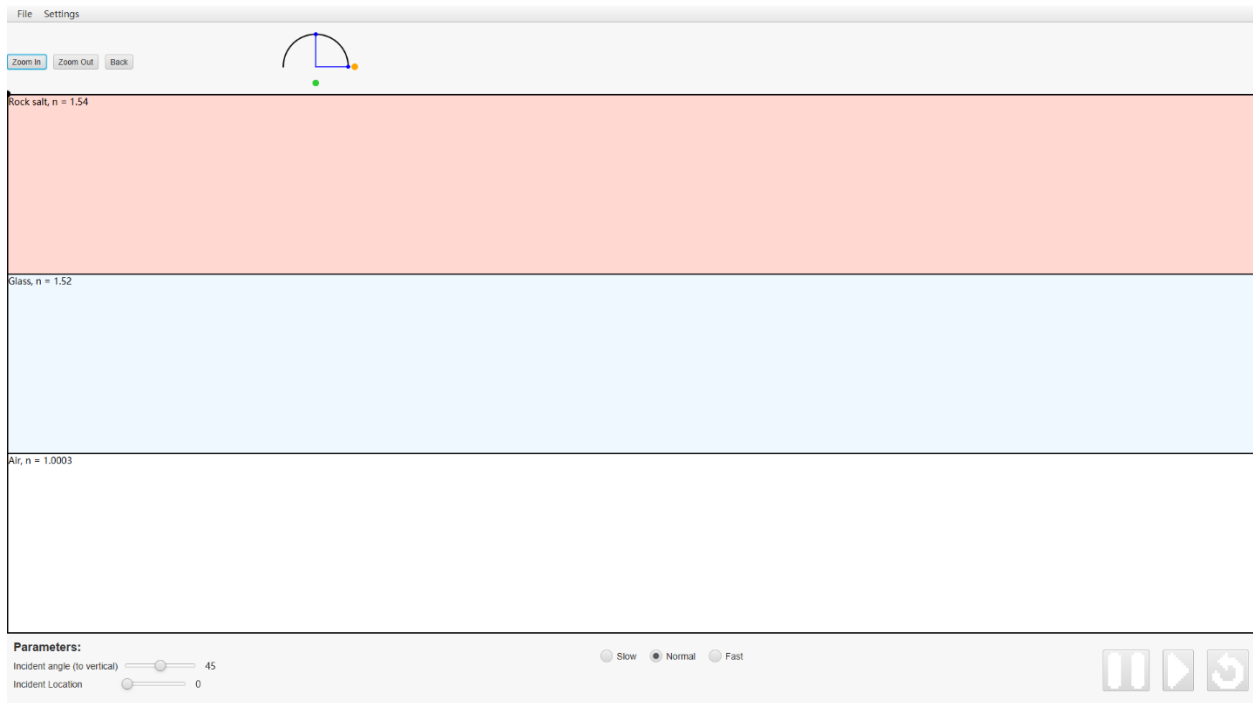 File Settings
Zoom In Zoom Out Back
Rock salt, n = 1.54
Glass, n = 1.52
Air, n = 1.0003
Parameters:
Incident angle (to vertical) 45
Slow Normal Fast
Incident Location 0